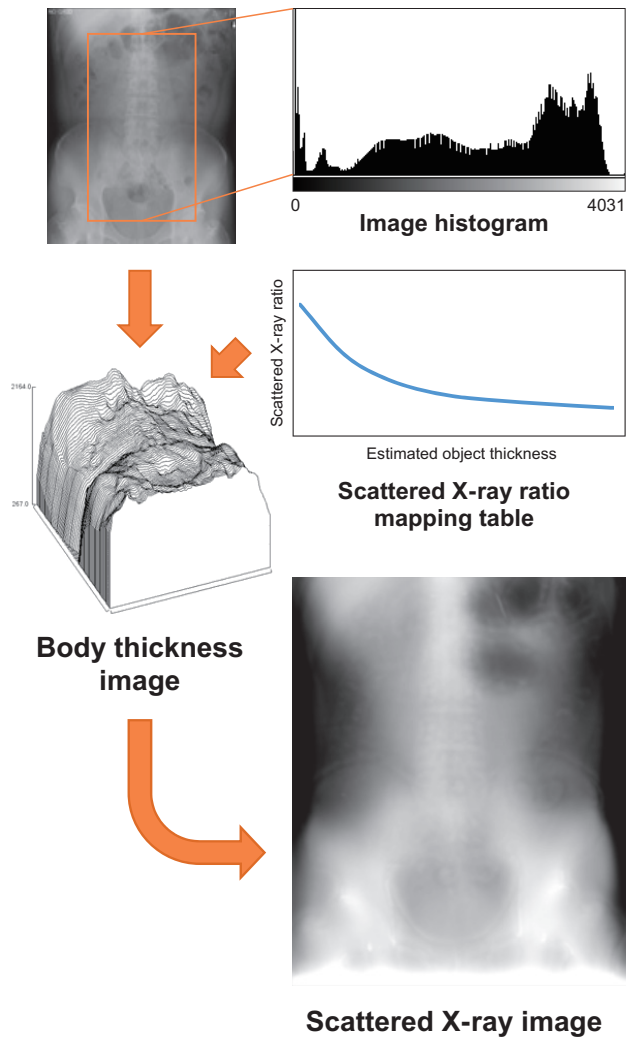 0
4031
Image histogram
Scattered X-ray ratio
Estimated object thickness
Scattered X-ray ratio
mapping table
2164.0
267.0
Body thickness
image
Scattered X-ray image